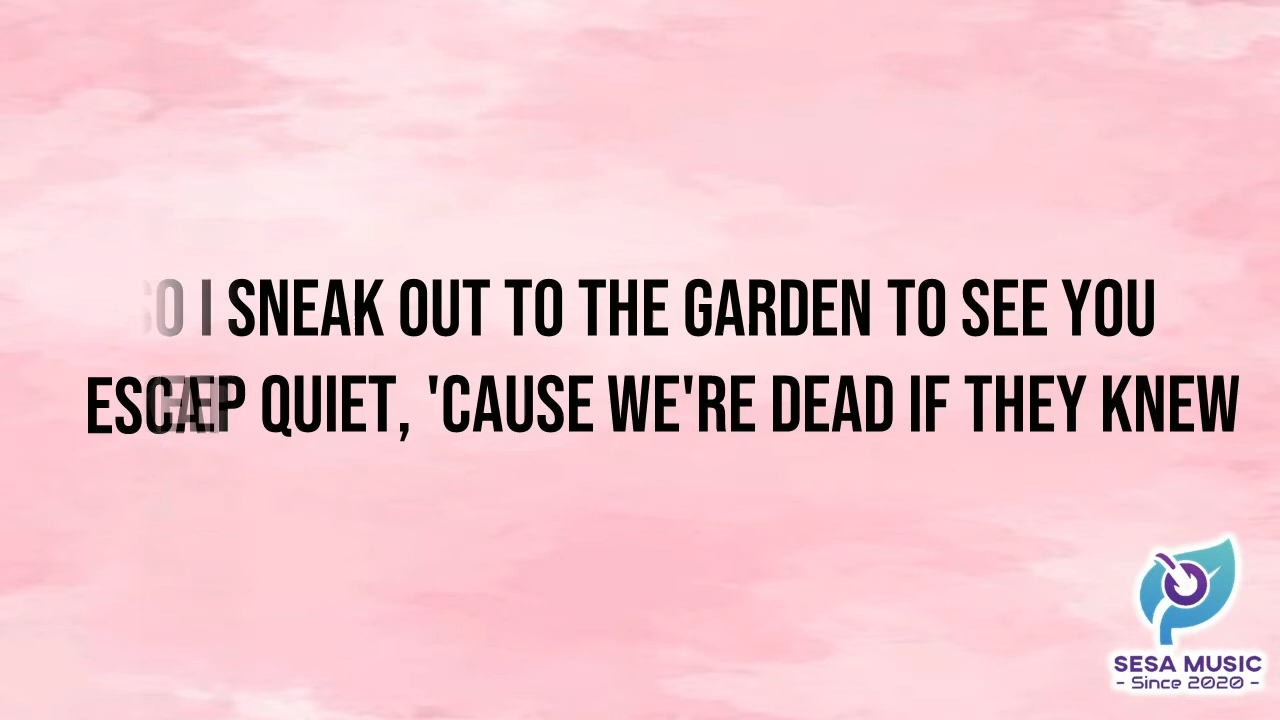 SO I SNEAK OUT TO THE GARDEN TO SEE YOU
QUIET, 'CAUSE WE'RE DEAD IF THEY KNEW
SESA MUSIC
- Since 2020 -